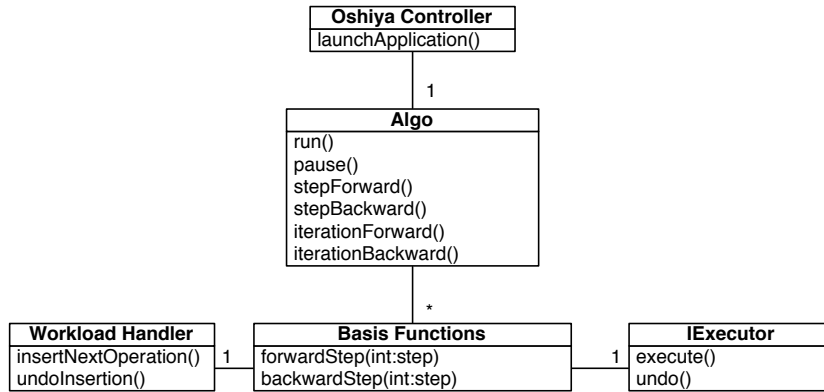 Oshiya Controller
launchApplication()
1
Algo
run()
pause()
stepForward()
stepBackward()
iterationForward()
iterationBackward()
*
Workload Handler
insertNextOperation()
undoInsertion()
1
Basis Functions
forwardStep(int:step)
backwardStep(int:step)
1
IExecutor
execute()
undo()